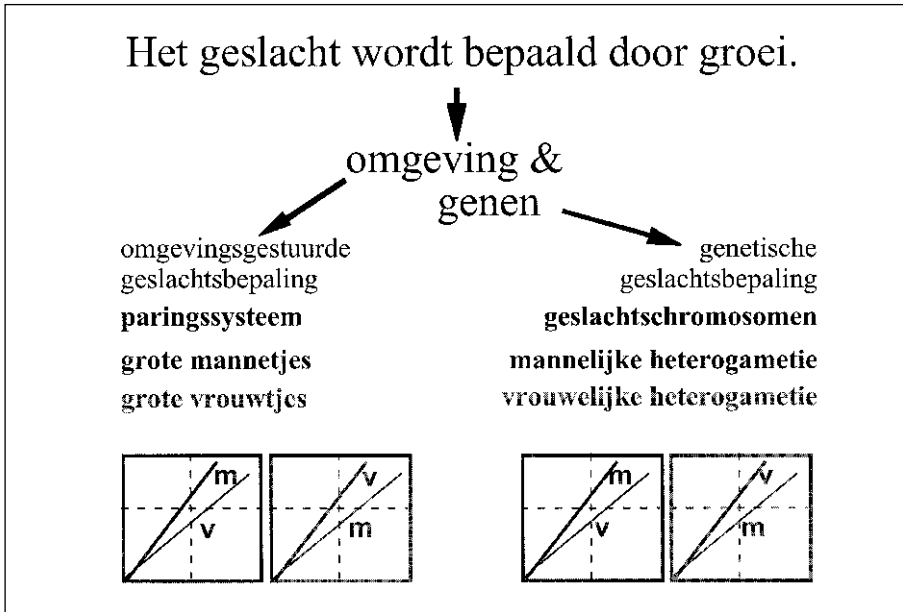 Het geslacht wordt bepaald door groei.
omgeving &
genen
omgevingsgestuurde
geslachtsbepaling
paringssysteem
grote mannetjes
grote vrouwtjes
genetische
geslachtsbepaling
geslachtschromosomen
mannelijke heterogametie
vrouwelijke heterogametie
m
v
v
m
m
v
v
m